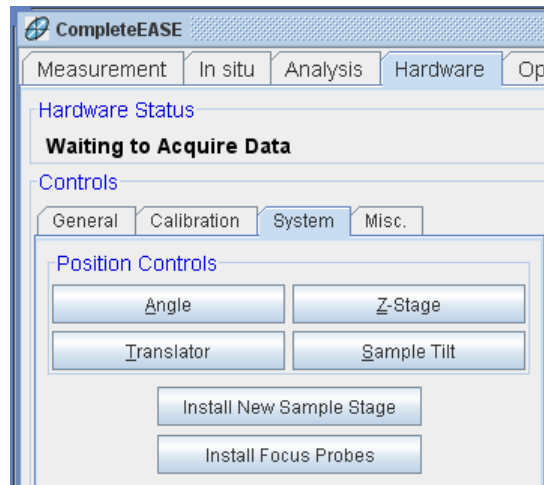 CompleteEASE
Measurement In situ Analysis Hardware Op
Hardware Status
Waiting to Acquire Data
Controls
General Calibration System Misc.
Position Controls
Angle Z-Stage
Translator Sample Tilt
Install New Sample Stage
Install Focus Probes